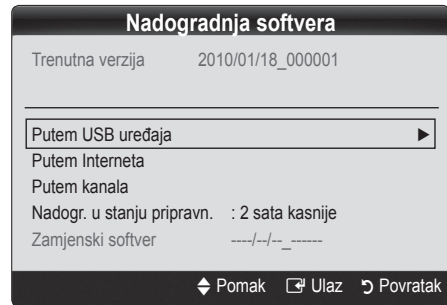 Nadogradnja softvera
Trenutna verzija 2010/01/18_000001
Putem USB uređaja ►
Putem Interneta
Putem kanala
Nadogr. u stanju pripravn. : 2 sata kasnije
Zamjenski softver ----/--/--_------
Pomak Ulaz Povratak